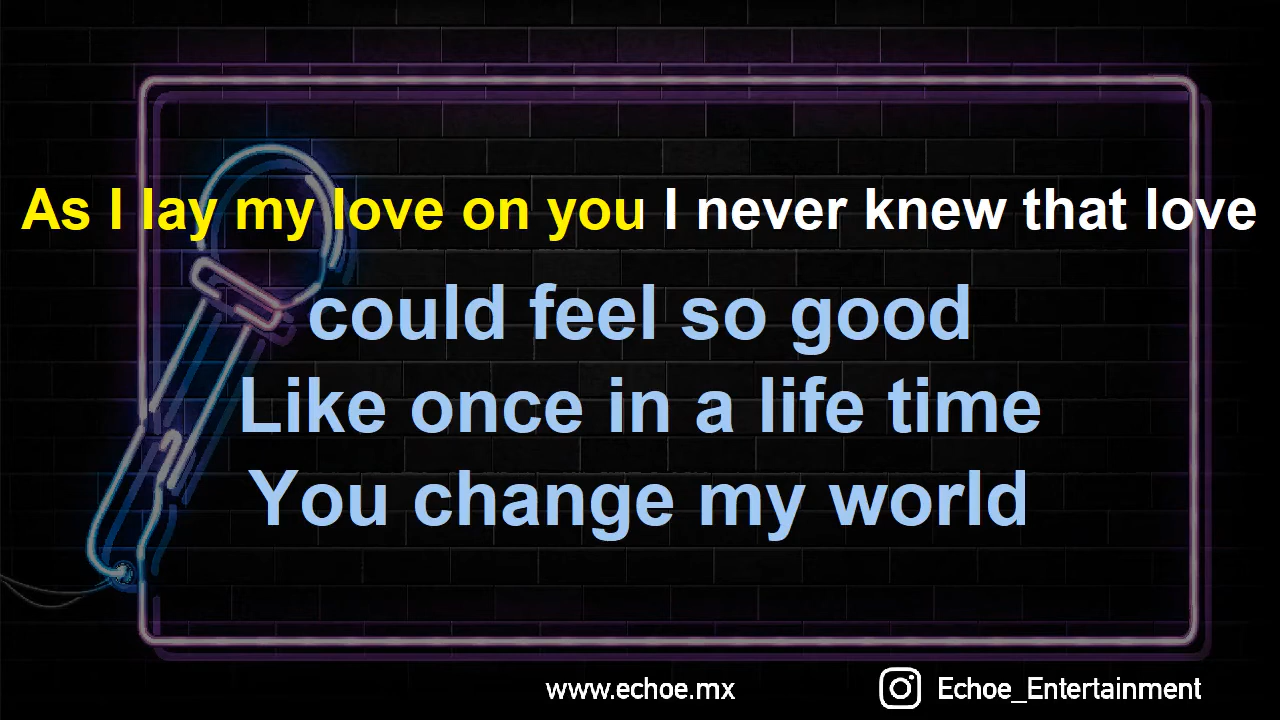 As I lay my love on you I never knew that love
could feel so good
Like once in a life time
You change my world
www.echoe.mx
Echoe_Entertainment